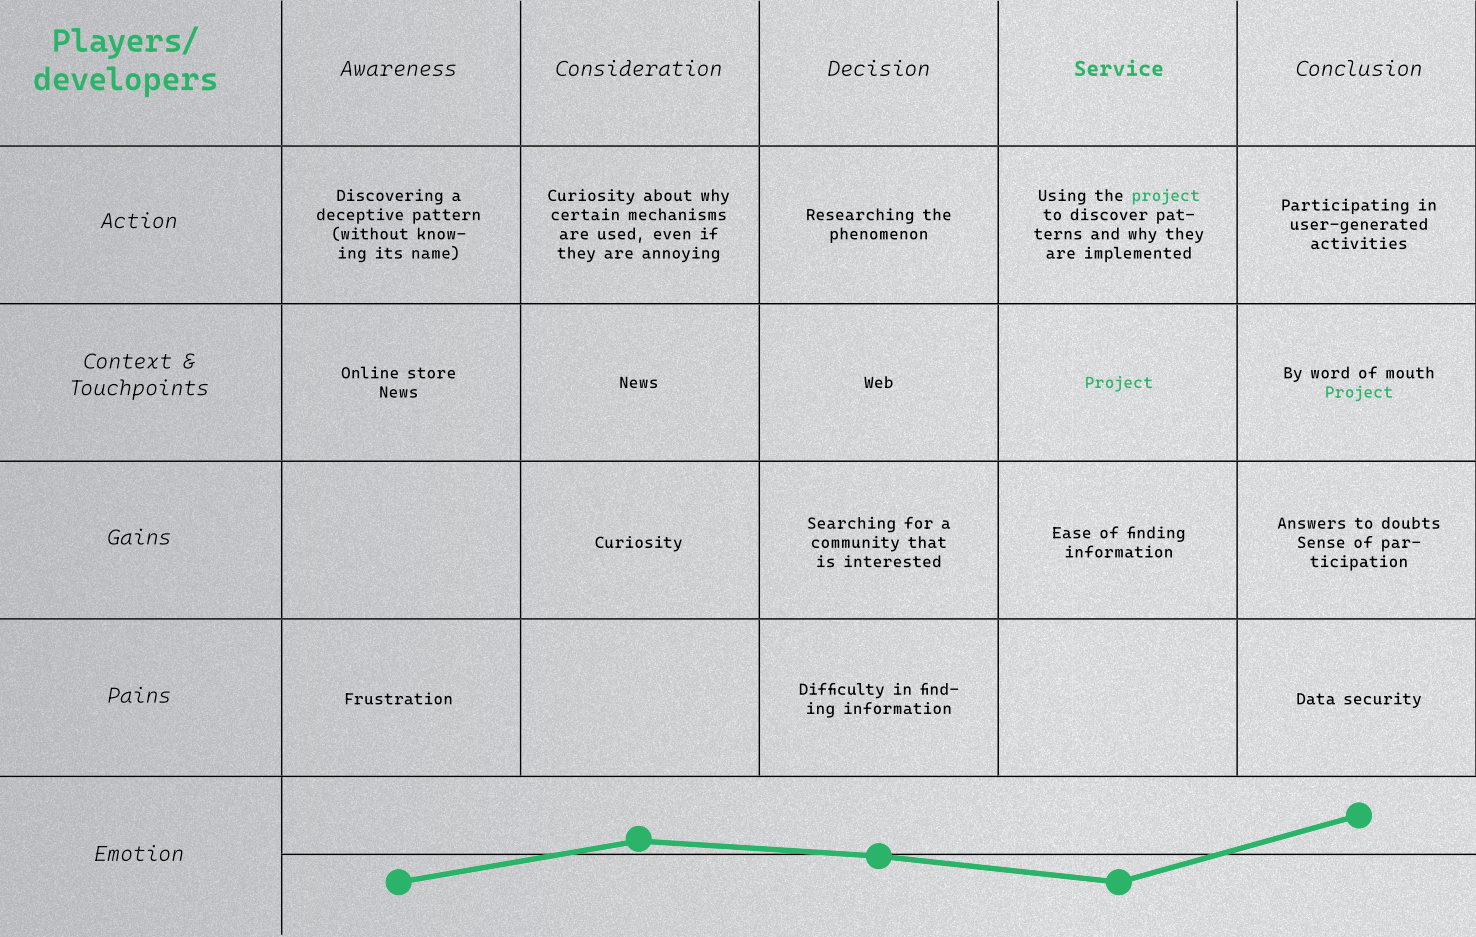 Players/
developers
Awareness
Consideration
Decision
Service
Conclusion
Action
Discovering a
deceptive pattern
(without know-
ing its name)
Curiosity about why
certain mechanisms
are used, even if
they are annoying
Researching the
phenomenon
Using the project
to discover pat-
terns and why they
are implemented
Participating in
user-generated
activities
Context &
Touchpoints
Online store
News
News
Web
Project
By word of mouth
Project
Gains
Curiosity
Searching for a
community that
is interested
Ease of finding
information
Answers to doubts
Sense of par-
ticipation
Pains
Frustration
Difficulty in find-
ing information
Data security
Emotion